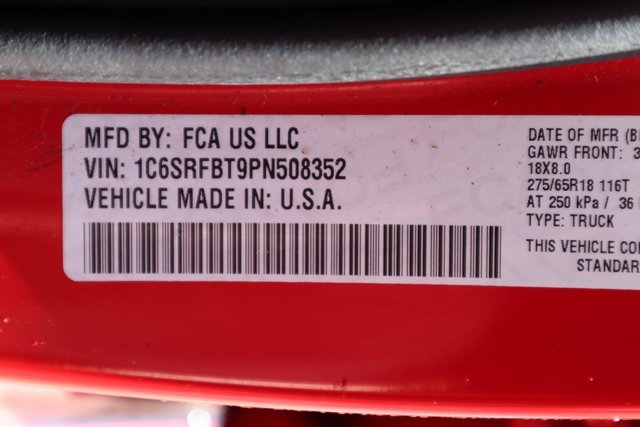 MFD BY: FCA US LLC
VIN: 1C6SRFBT9PN508352
VEHICLE MADE IN: U.S.A.
DATE OF MFR
GAWR FRONT:
18X8.0
275/65R18 116T
AT 250 kPa / 36
TYPE: TRUCK
THIS VEHICLE